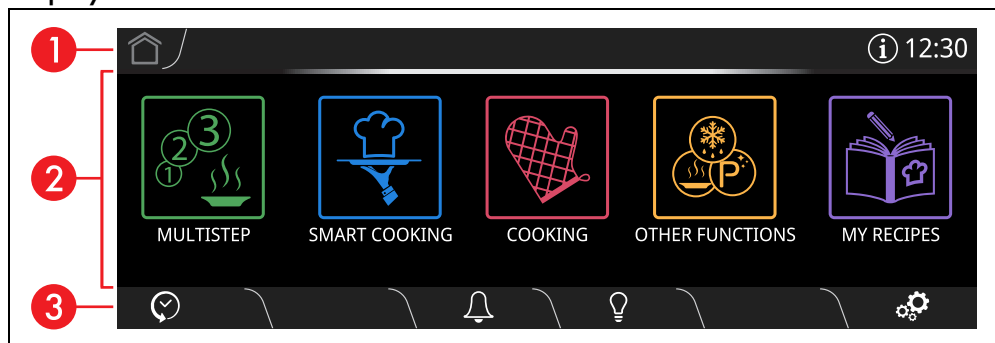 1
12:30
2
3
2
1
P
MULTISTEP
SMART COOKING
COOKING
OTHER FUNCTIONS
MY RECIPES
3